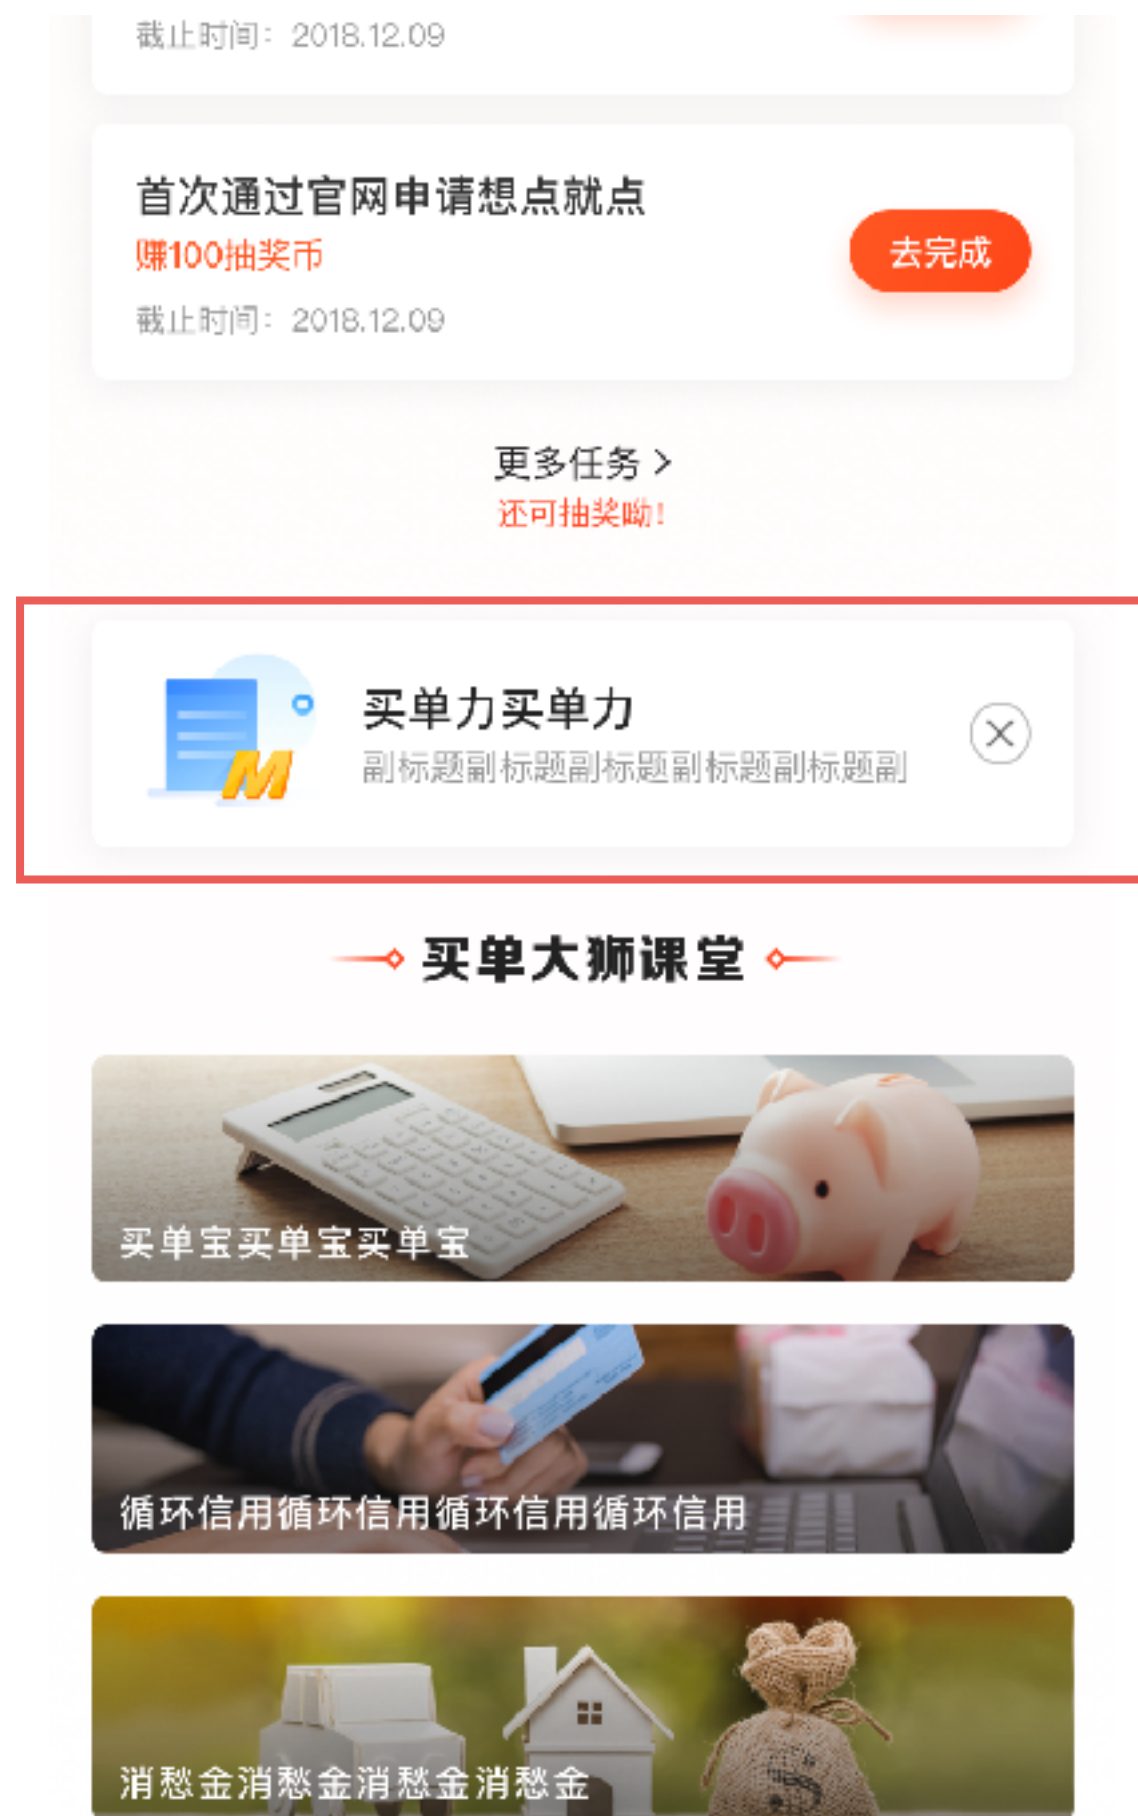 截止时间：2018.12.09
首次通过官网申请想点就点
赚100抽奖币
去完成
截止时间：2018.12.09
更多任务 >
还可抽奖呦!
买单力买单力
副标题副标题副标题副标题副标题副
M
买单大狮课堂
买单宝买单宝买单宝
循环信用循环信用循环信用循环信用
消愁金消愁金消愁金消愁金
$